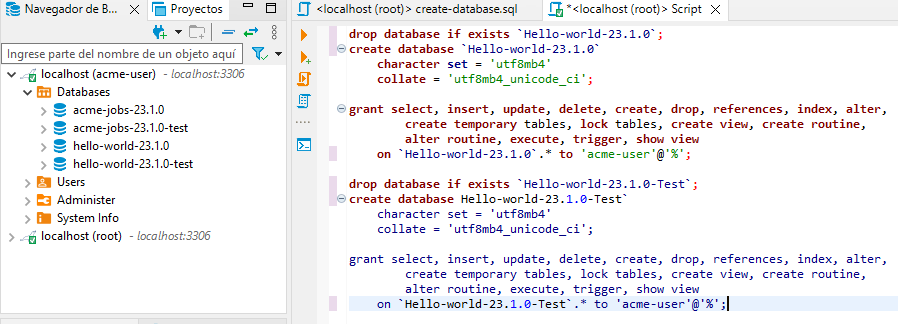 Navegador de B...
Proyectos
Ingrese parte del nombre de un objeto aquí
localhost (acme-user) - localhost:3306
Databases
acme-jobs-23.1.0
acme-jobs-23.1.0-test
hello-world-23.1.0
hello-world-23.1.0-test
Users
Administer
System Info
localhost (root) - localhost:3306
<localhost (root)> create-database.sql
*<localhost (root)> Script
drop database if exists `Hello-world-23.1.0`;
create database `Hello-world-23.1.0`
character set = 'utf8mb4'
collate = 'utf8mb4_unicode_ci';
grant select, insert, update, delete, create, drop, references, index, alter,
create temporary tables, lock tables, create view, create routine,
alter routine, execute, trigger, show view
on `Hello-world-23.1.0`.* to 'acme-user'@'%';
drop database if exists `Hello-world-23.1.0-Test`;
create database Hello-world-23.1.0-Test`
character set = 'utf8mb4'
collate = 'utf8mb4_unicode_ci';
grant select, insert, update, delete, create, drop, references, index, alter,
create temporary tables, lock tables, create view, create routine,
alter routine, execute, trigger, show view
on `Hello-world-23.1.0-Test`.* to 'acme-user'@'%';